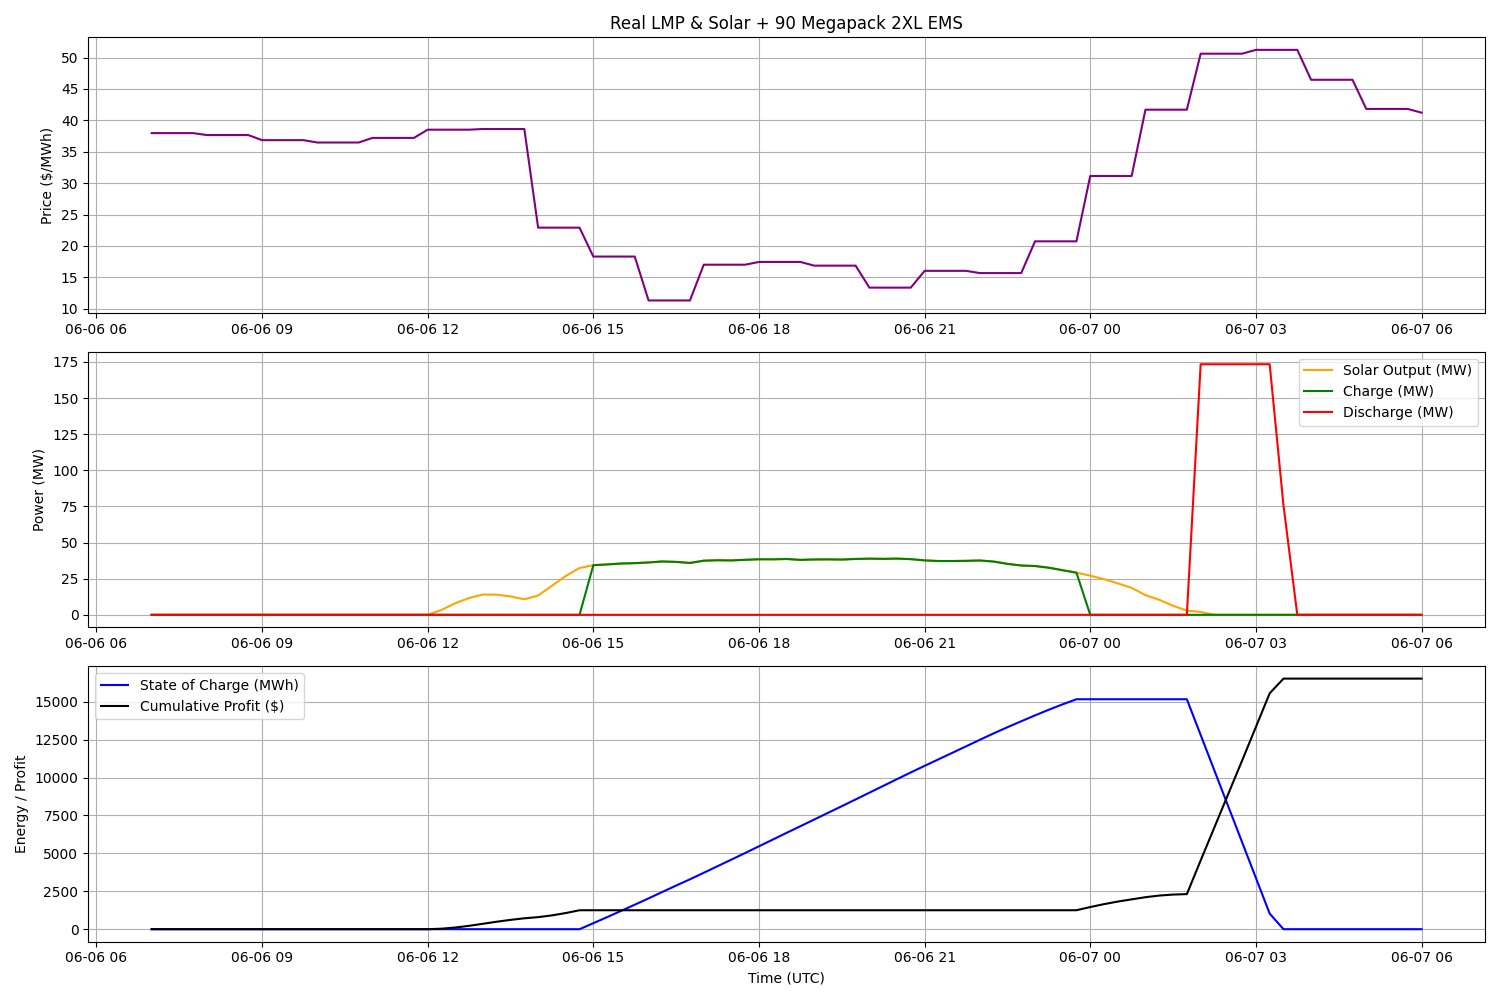 Real LMP & Solar + 90 Megapack 2XL EMS
Price ($/MWh)
50
45
40
35
30
25
20
15
10
06-06 06 06-06 09 06-06 12 06-06 15 06-06 18 06-06 21 06-07 00 06-07 03 06-07 06
Power (MW)
175
150
125
100
75
50
25
0
Solar Output (MW)
Charge (MW)
Discharge (MW)
06-06 06 06-06 09 06-06 12 06-06 15 06-06 18 06-06 21 06-07 00 06-07 03 06-07 06
Energy / Profit
15000
12500
10000
7500
5000
2500
0
State of Charge (MWh)
Cumulative Profit ($)
06-06 06 06-06 09 06-06 12 06-06 15 06-06 18 06-06 21 06-07 00 06-07 03 06-07 06
Time (UTC)